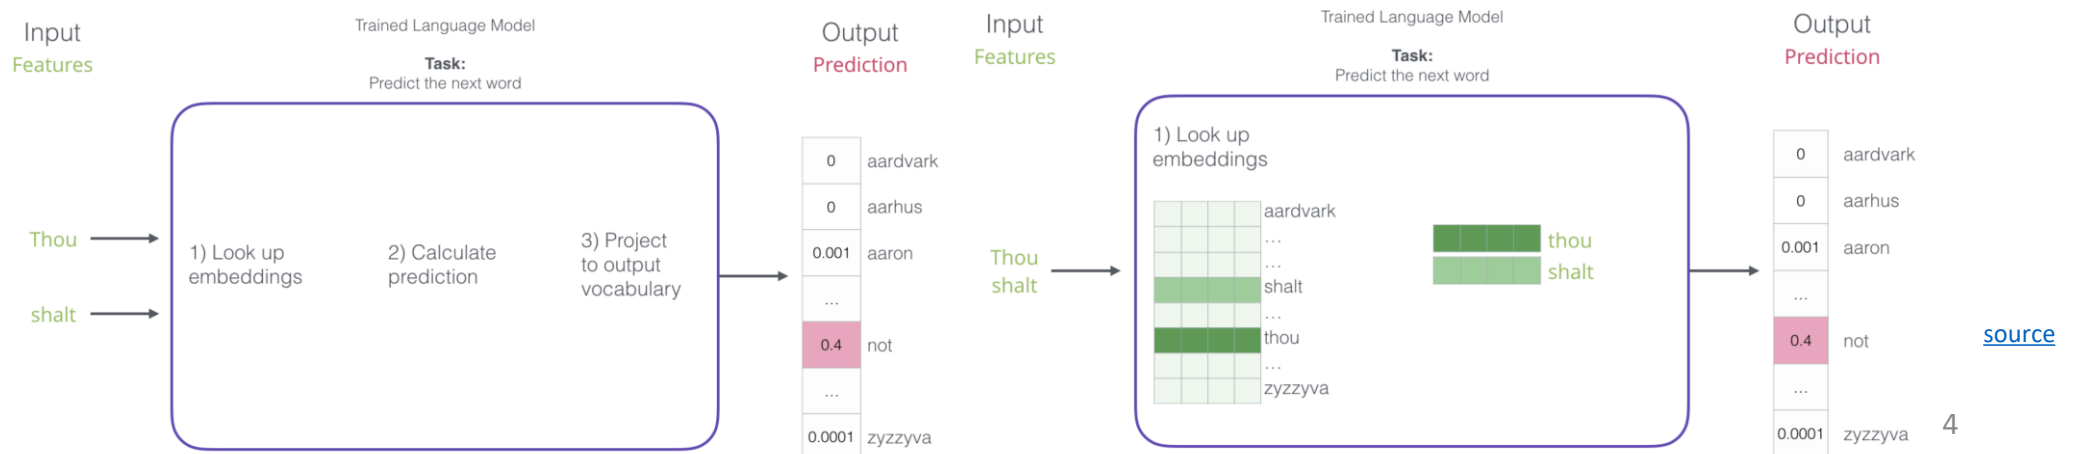 Input
Features
Trained Language Model
Task:
Predict the next word
Output
Prediction
Thou
shalt
1) Look up
embeddings
2) Calculate
prediction
3) Project
to output
vocabulary
0 aardvark
0 aarhus
0.001 aaron
...
0.4 not
...
0.0001 zyzzyva
Input
Features
Trained Language Model
Task:
Predict the next word
Output
Prediction
Thou
shalt
1) Look up
embeddings
aardvark
...
...
shalt
...
thou
...
zyzzyva
thou
shalt
0 aardvark
0 aarhus
0.001 aaron
...
0.4 not
...
0.0001 zyzzyva
source
4